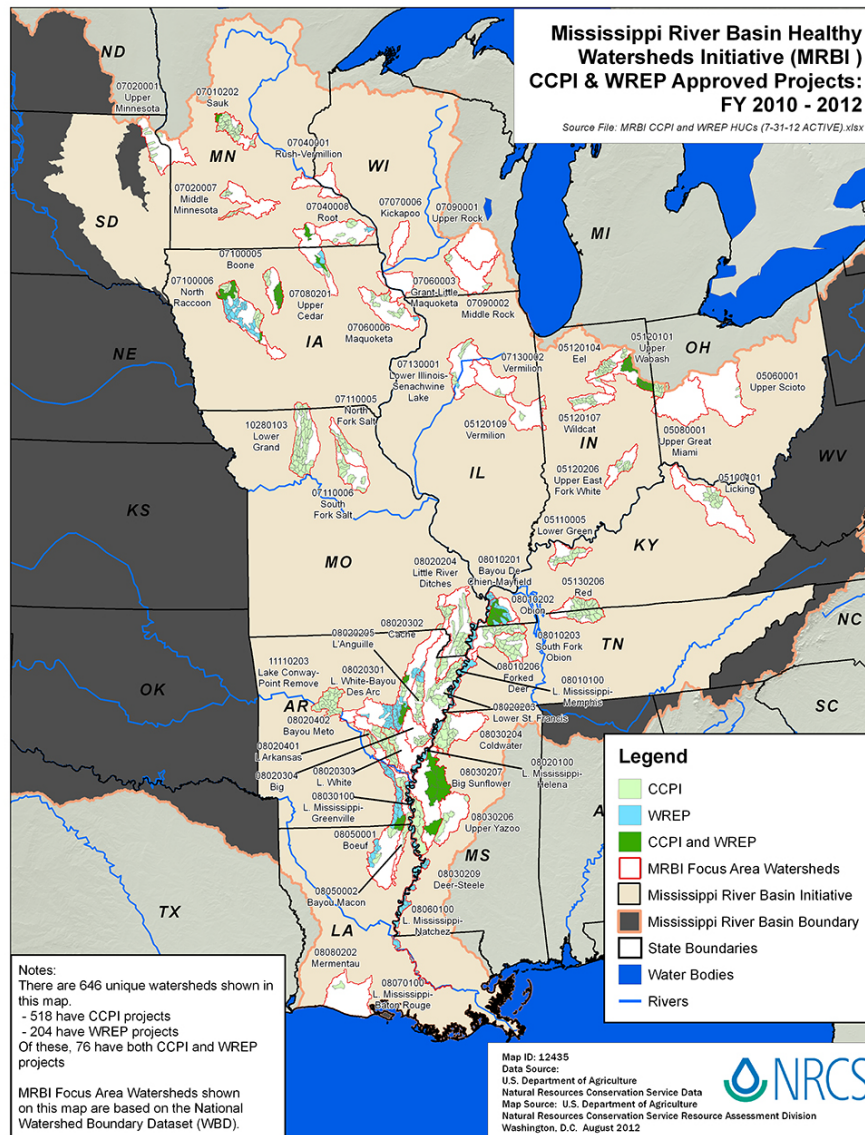 Mississippi River Basin Healthy
Watersheds Initiative (MRBI )
CCPI & WREP Approved Projects:
FY 2010 - 2012
Source File: MRBI CCPI and WREP HUCs (7-31-12 ACTIVE).xlsx
ND
07020001
Upper
Minnesota
07010202
Sauk
MN
07040001
Rush-Vermillion
WI
SD
07020007
Middle
Minnesota
07040008
Root
07070006
Kickapoo
07090001
Upper Rock
MI
07100005
Boone
07100006
North
Raccoon
07080201
Upper
Cedar
07060003
Grant-Little
Maquoketa
07090002
Middle Rock
IA
07060006
Maquoketa
NE
07130001
Lower Illinois-
Senachwine
Lake
07130002
Vermilion
05120104
Eel
05120101
Upper
Wabash
OH
05060001
Upper Scioto
07110005
North
Fork Salt
10280103
Lower
Grand
05120109
Vermilion
05120107
Wildcat
IN
05080001
Upper Great
Miami
WV
IL
05120206
Upper East
Fork White
05100101
Licking
KS
07110006
South
Fork Salt
05110005
Lower Green
KY
MO
08020204
Little River
Ditches
08010201
Bayou De
Chien-Mayfield
05130206
Red
08010202
Obion
NC
08020302
Cache
08020205
L'Anguille
TN
08010203
South Fork
Obion
11110203
Lake Conway-
Point Remove
08020301
L. White-Bayou
Des Arc
08010206
Forked
Deer
08010100
L. Mississippi-
Memphis
OK
AR
SC
08020402
Bayou Meto
08020203
Lower St. Francis
08020401
L Arkansas
08030204
Coldwater
08020304
Big
08020303
L. White
08020100
L. Mississippi-
Helena
08030100
L. Mississippi-
Greenville
08030207
Big Sunflower
08030206
Upper Yazoo
08050001
Boeuf
MS
A
08030209
Deer-Steele
08050002
Bayou Macon
TX
08060100
L. Mississippi-
Natchez
LA
08080202
Mermentau
08070100
L. Mississippi-
Baton Rouge
Legend
CCPI
WREP
CCPI and WREP
MRBI Focus Area Watersheds
Mississippi River Basin Initiative
Mississippi River Basin Boundary
State Boundaries
Water Bodies
Rivers
Notes:
There are 646 unique watersheds shown in
this map.
- 518 have CCPI projects
- 204 have WREP projects
Of these, 76 have both CCPI and WREP
projects
MRBI Focus Area Watersheds shown
on this map are based on the National
Watershed Boundary Dataset (WBD).
Map ID: 12435
Data Source:
U.S. Department of Agriculture
Natural Resources Conservation Service Data
Map Source: U.S. Department of Agriculture
Natural Resources Conservation Service Resource Assessment Division
Washington, D.C. August 2012
NRCS